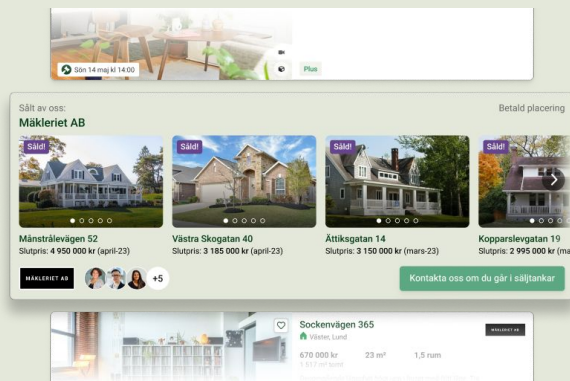 Sön 14 maj kl 14:00
Plus
Sålt av oss:
Betald placering
Mäkleriet AB
Såld!
Såld!
Såld!
Såld!
Månstrålevägen 52
Slutpris: 4 950 000 kr (april-23)
Västra Skogatan 40
Slutpris: 3 185 000 kr (april-23)
Ättiksgatan 14
Slutpris: 3 150 000 kr (mars-23)
Kopparslevgatan 19
Slutpris: 2 995 000 kr (ma
MÄKLERIET AB
+5
Kontakta oss om du går i säljtankar
Sockenvägen 365
MÄKLERIET AB
Väster, Lund
670 000 kr
23 m²
1,5 rum